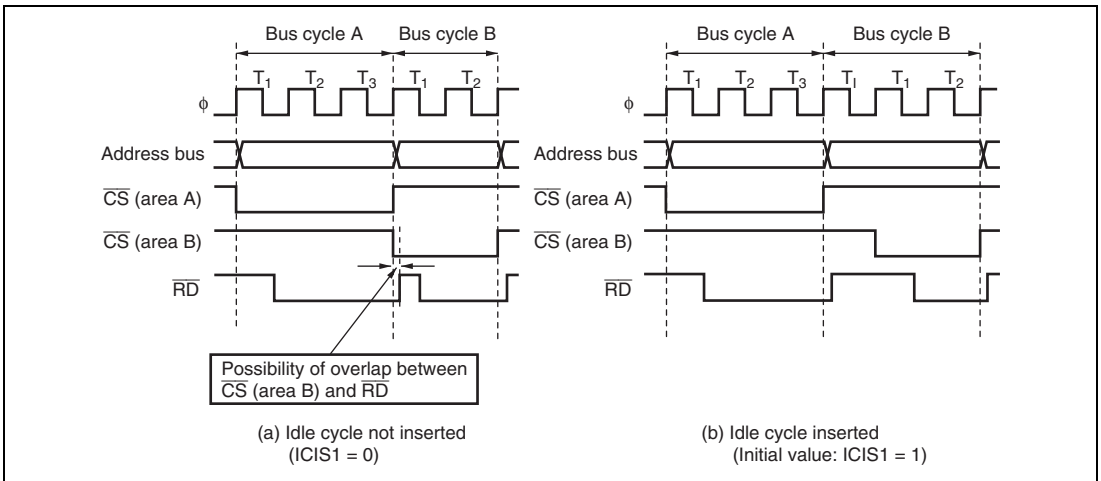 Bus cycle A Bus cycle B
T1 T2 T3 T1 T2
ϕ
Address bus
CS (area A)
CS (area B)
RD
Possibility of overlap between
CS (area B) and RD
(a) Idle cycle not inserted
(ICIS1 = 0)
Bus cycle A Bus cycle B
T1 T2 T3 TI T1 T2
ϕ
Address bus
CS (area A)
CS (area B)
RD
(b) Idle cycle inserted
(Initial value: ICIS1 = 1)